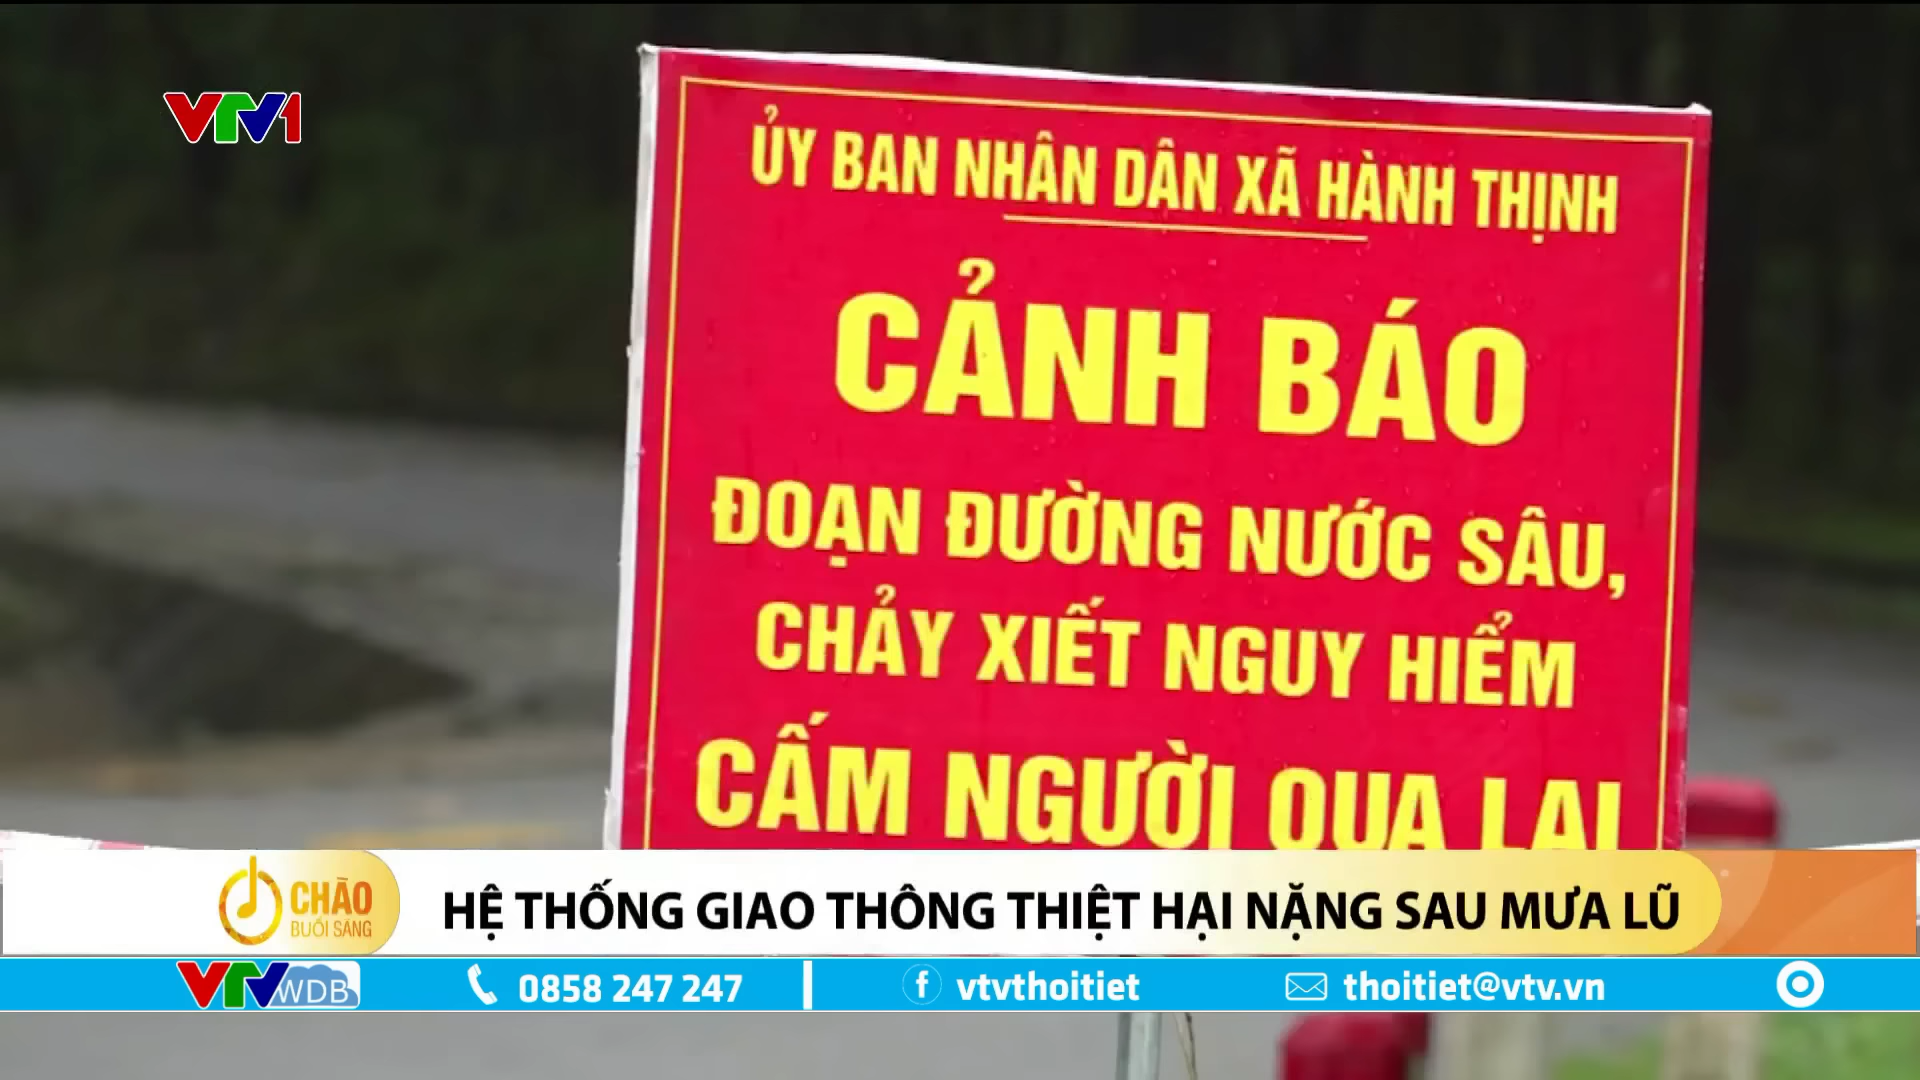 VTV1
ỦY BAN NHÂN DÂN XÃ HÀNH THỊNH
CẢNH BÁO
ĐOẠN ĐƯỜNG NƯỚC SÂU,
CHẢY XIẾT NGUY HIỂM
CẤM NGƯỜI QUA LẠI
CHÀO
BUỔI SÁNG
HỆ THỐNG GIAO THÔNG THIỆT HẠI NẶNG SAU MƯA LŨ
VTV WDB
0858 247 247
vtvthoitiet
thoitiet@vtv.vn